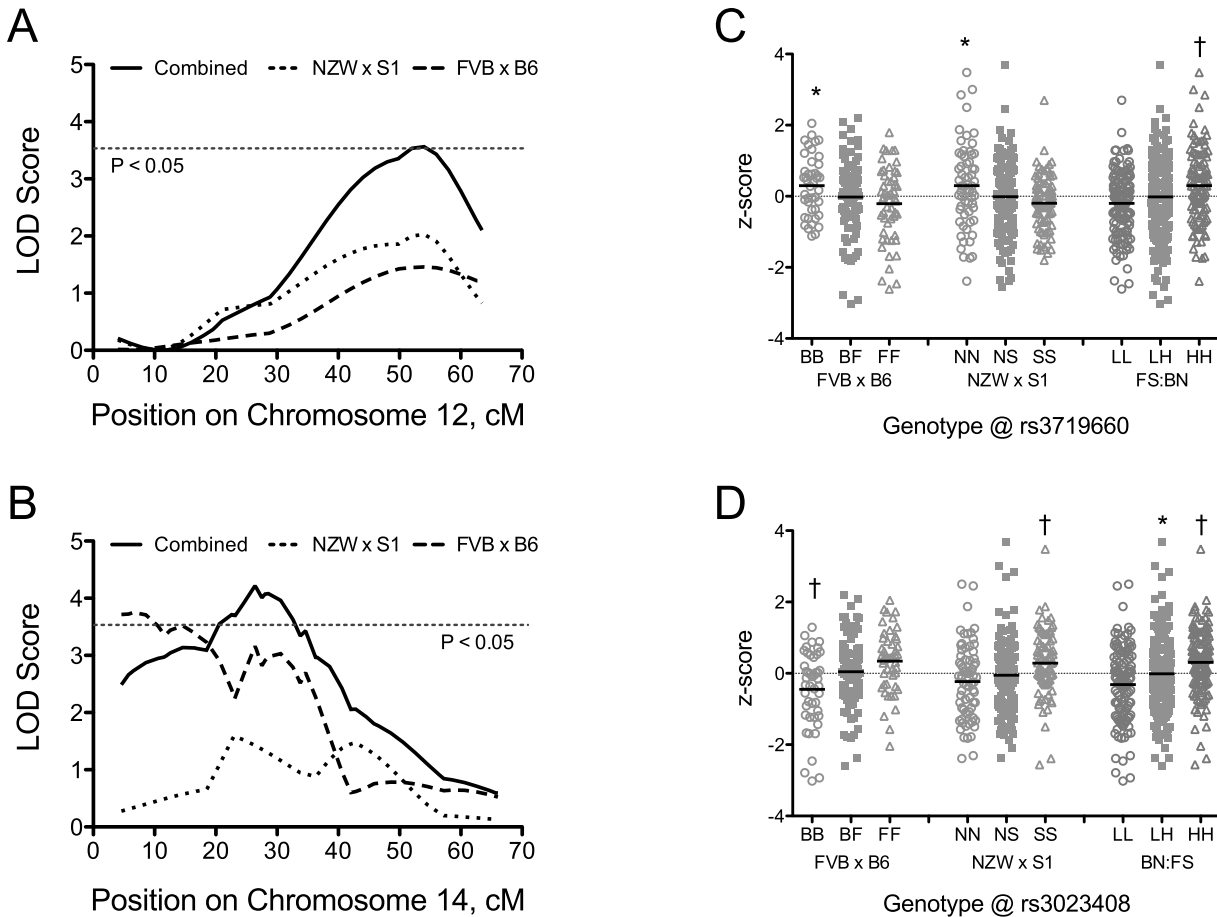 A
5
4
3
2
1
0
LOD Score
Combined
NZW x S1
FVB x B6
P < 0.05
0 10 20 30 40 50 60 70
Position on Chromosome 12, cM
B
5
4
3
2
1
0
LOD Score
Combined
NZW x S1
FVB x B6
P < 0.05
0 10 20 30 40 50 60 70
Position on Chromosome 14, cM
C
4
2
0
-2
-4
z-score
* * †
BB BF FF NN NS SS LL LH HH
FVB x B6 NZW x S1 FS:BN
Genotype @ rs3719660
D
4
2
0
-2
-4
z-score
† † * †
BB BF FF NN NS SS LL LH HH
FVB x B6 NZW x S1 BN:FS
Genotype @ rs3023408